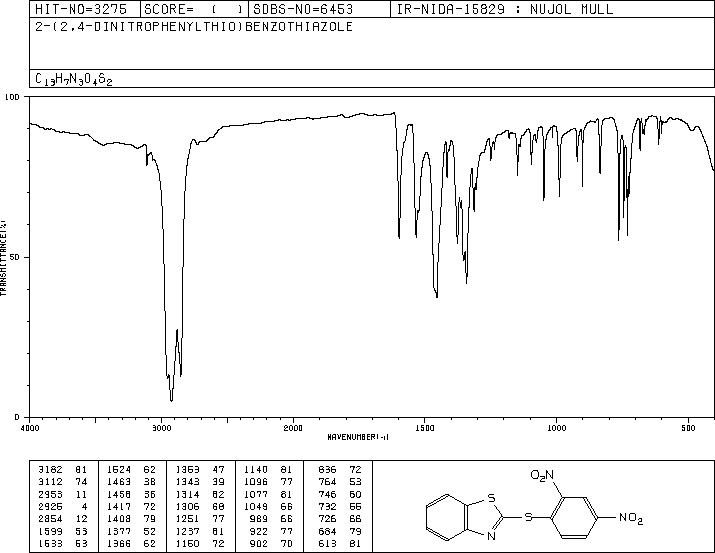 HIT-NO=3275 SCORE= ( ) SDBS-NO=6453 IR-NIDA-15829 : NUJOL MULL
2-(2,4-DINITROPHENYLTHIO)BENZOTHIAZOLE
C13H7N3O4S2
100
50
0
TRANSMITTANCE(%)
4000 3000 2000 1500 1000 500
WAVENUMBER(-1)
3182 81 1524 62 1353 47 1140 81 836 72
3112 74 1463 38 1343 39 1096 77 764 53
2953 11 1458 36 1314 62 1077 81 746 60
2925 4 1417 72 1306 68 1049 66 732 55
2854 12 1408 79 1251 77 989 66 726 66
1599 53 1377 52 1237 81 922 77 684 79
1533 53 1366 62 1150 72 902 70 613 81
O2N
S
S
NO2
N